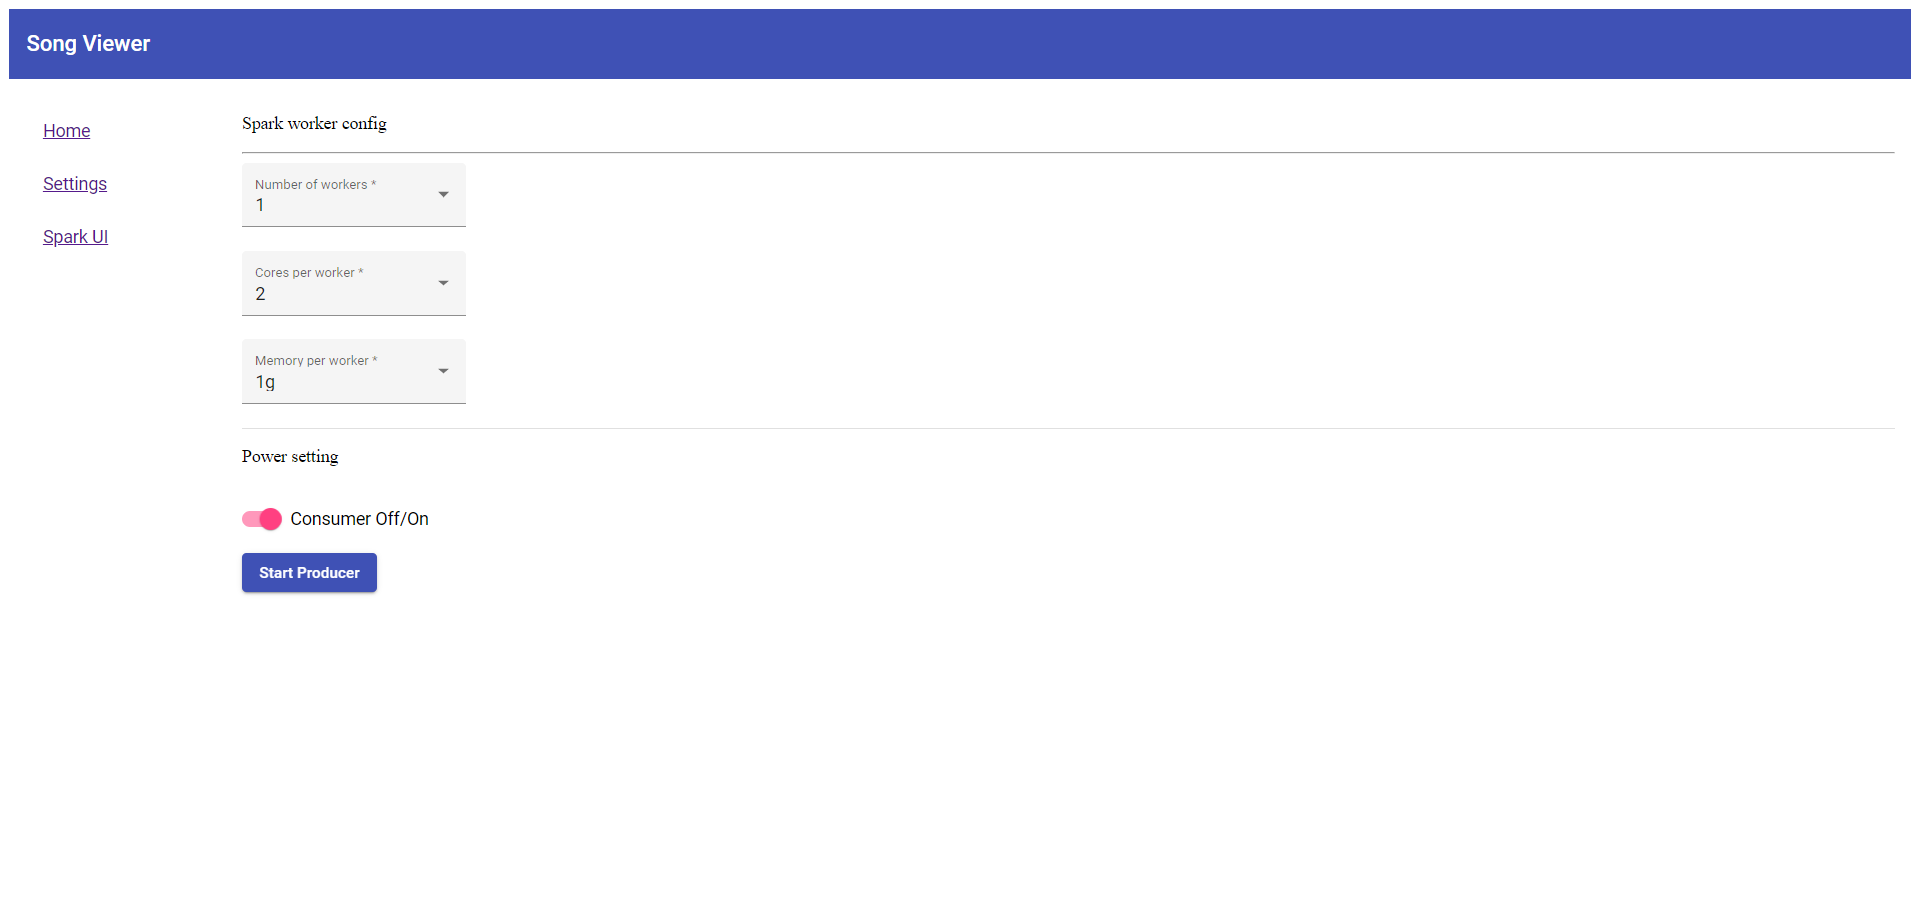 Song Viewer
Home
Settings
Spark UI
Spark worker config
Number of workers *
1
Cores per worker *
2
Memory per worker *
1g
Power setting
Consumer Off/On
Start Producer